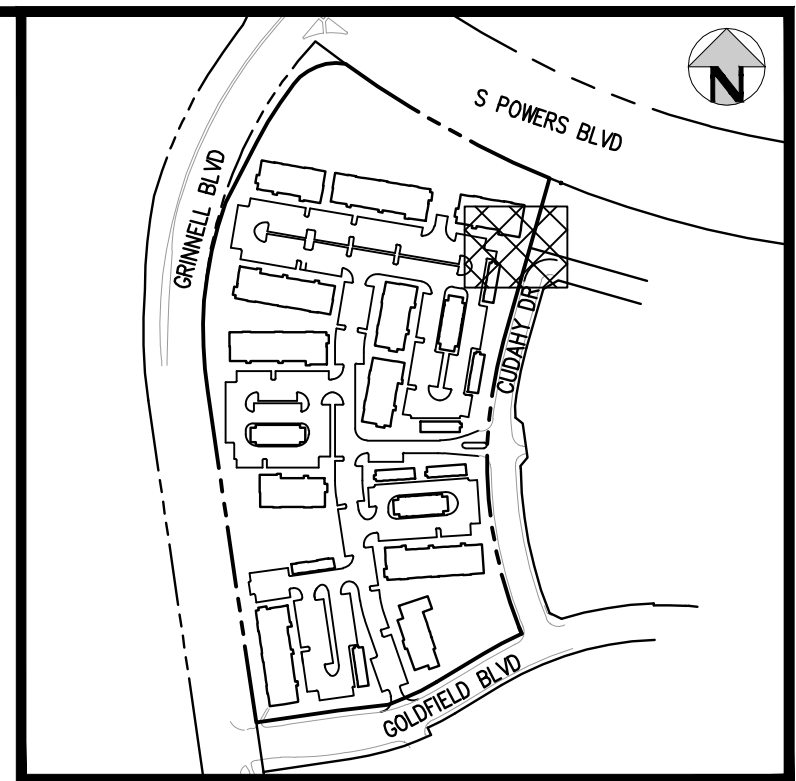 N
S POWERS BLVD
GRINNELL BLVD
CUDAHY DR
GOLDFIELD BLVD